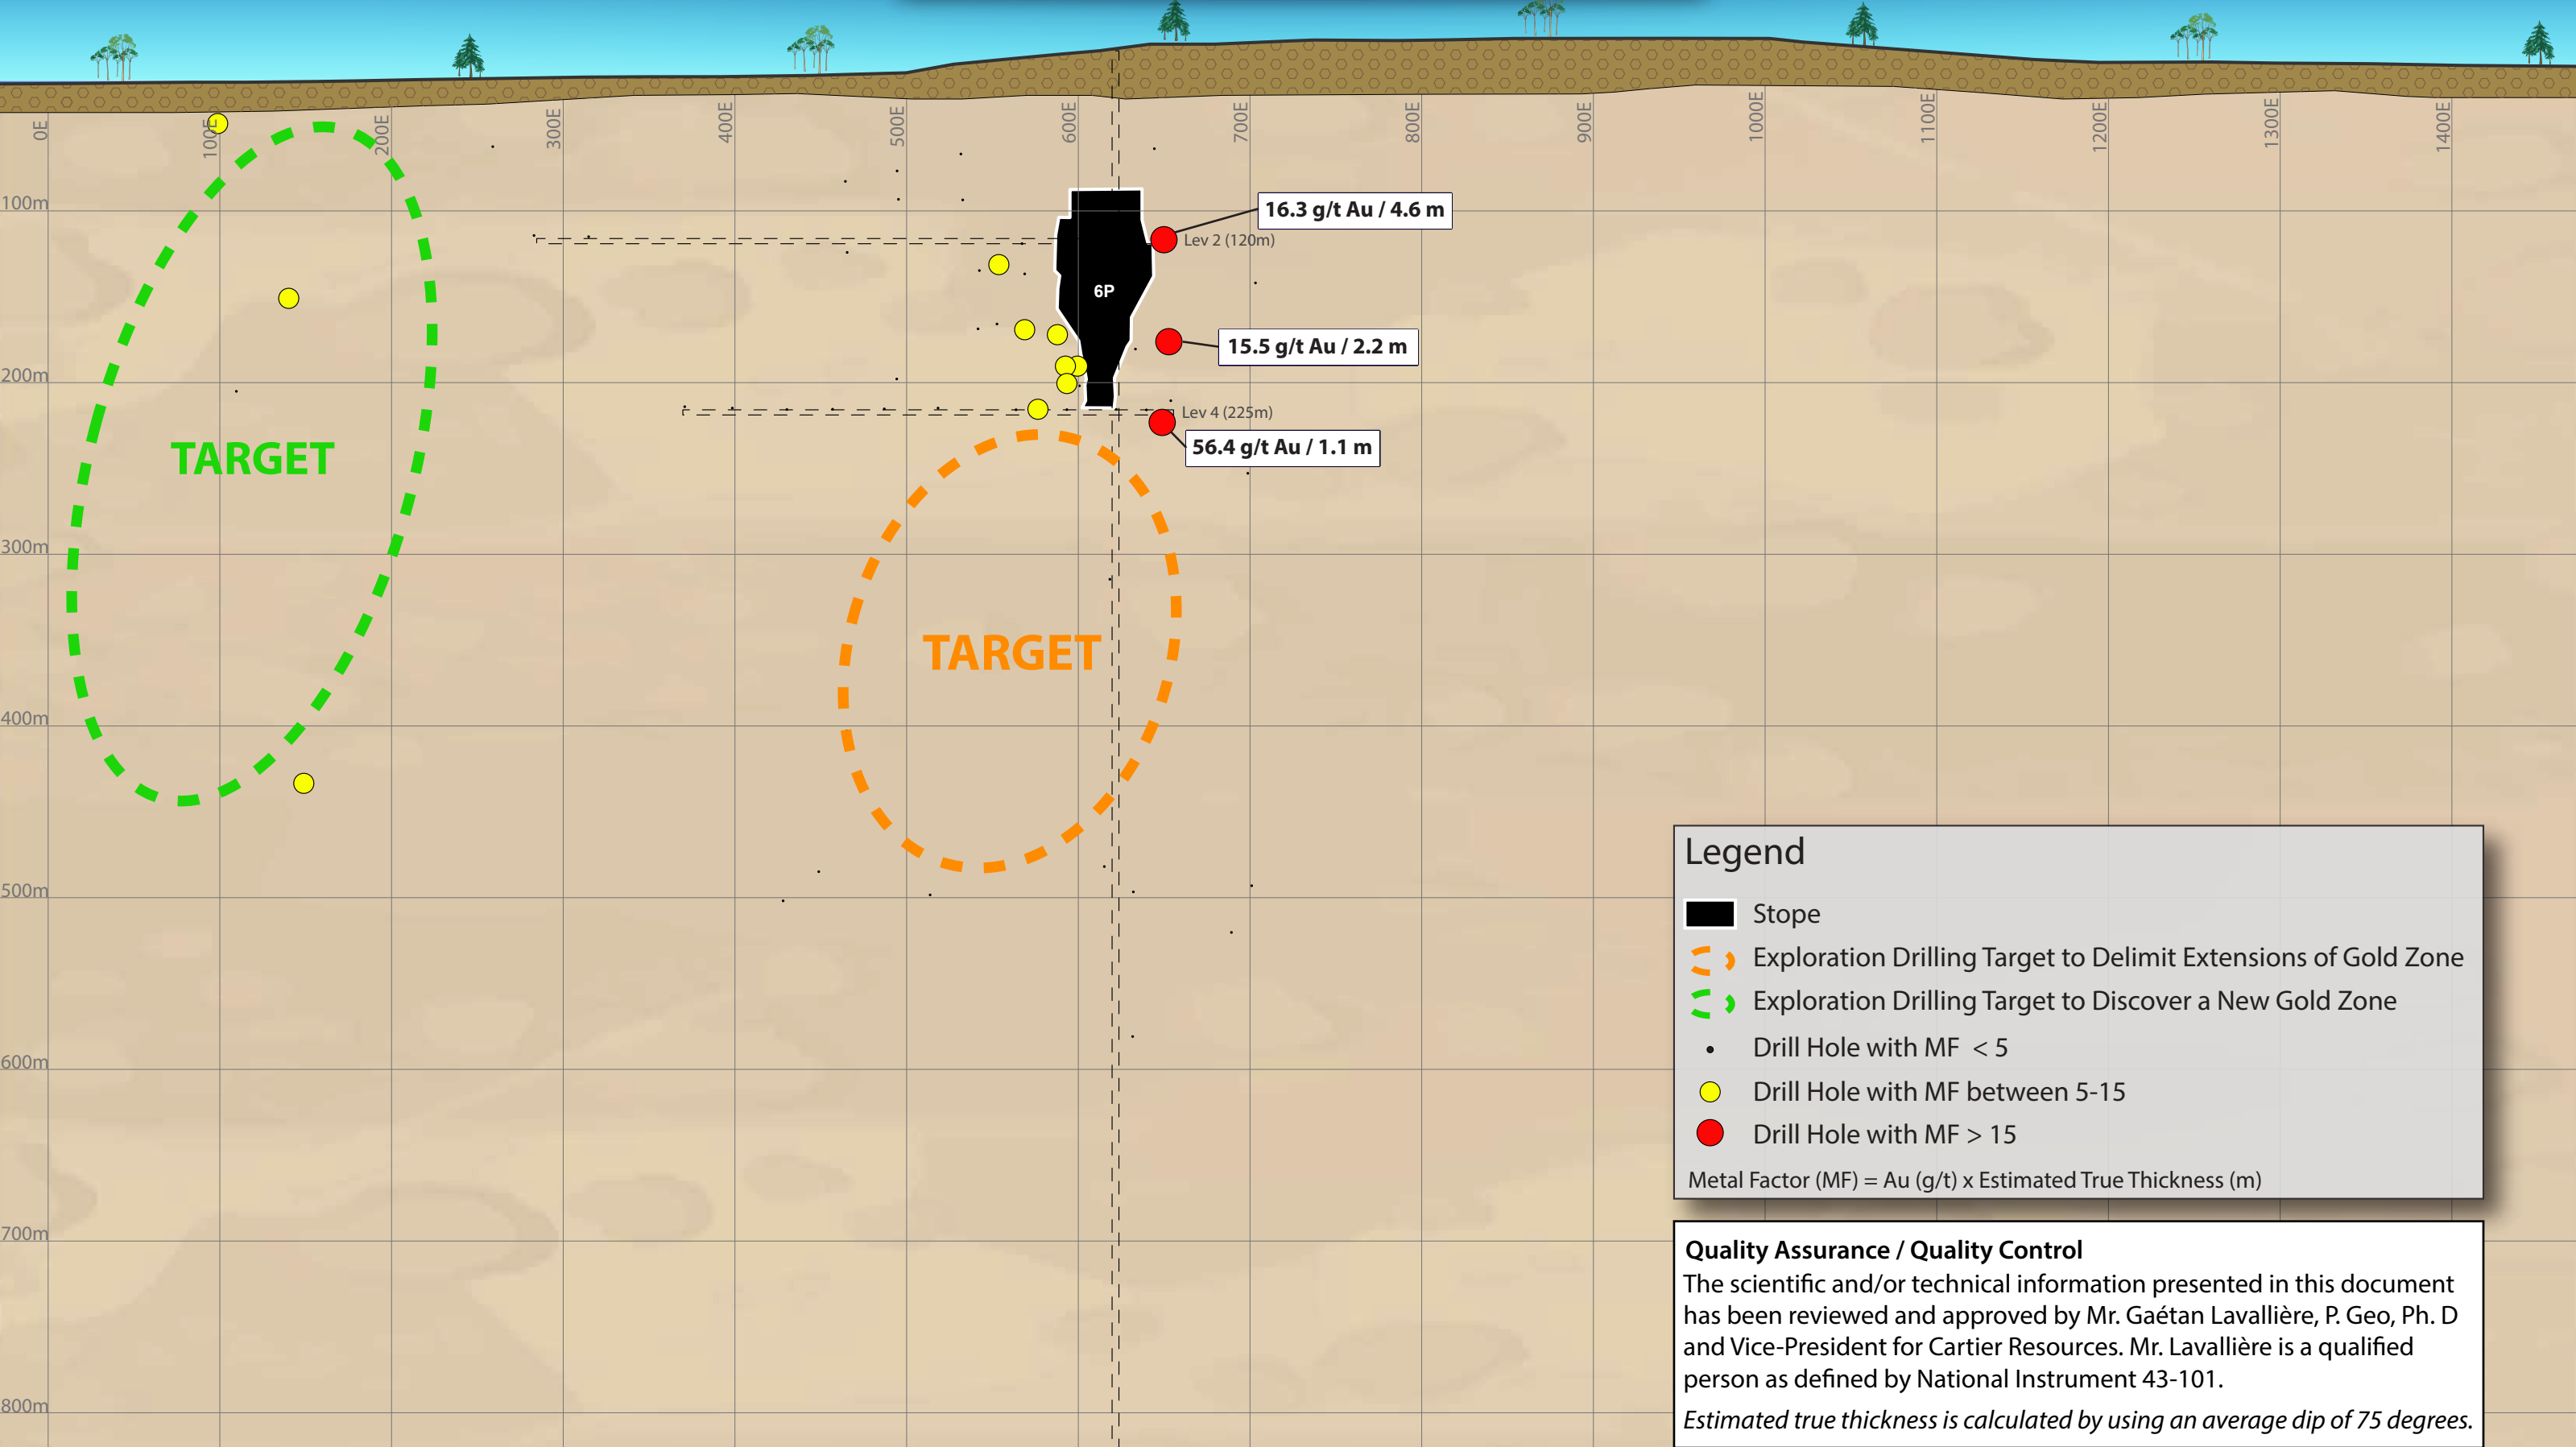 0E
100E
200E
300E
400E
500E
600E
700E
800E
900E
1000E
1100E
1200E
1300E
1400E
100m
16.3 g/t Au / 4.6 m
Lev 2 (120m)
6P
15.5 g/t Au / 2.2 m
200m
Lev 4 (225m)
56.4 g/t Au / 1.1 m
TARGET
300m
TARGET
400m
500m
600m
700m
800m
Legend
Stope
Exploration Drilling Target to Delimit Extensions of Gold Zone
Exploration Drilling Target to Discover a New Gold Zone
Drill Hole with MF < 5
Drill Hole with MF between 5-15
Drill Hole with MF > 15
Metal Factor (MF) = Au (g/t) x Estimated True Thickness (m)
Quality Assurance / Quality Control
The scientific and/or technical information presented in this document
has been reviewed and approved by Mr. Gaétan Lavallière, P. Geo, Ph. D
and Vice-President for Cartier Resources. Mr. Lavallière is a qualified
person as defined by National Instrument 43-101.
Estimated true thickness is calculated by using an average dip of 75 degrees.